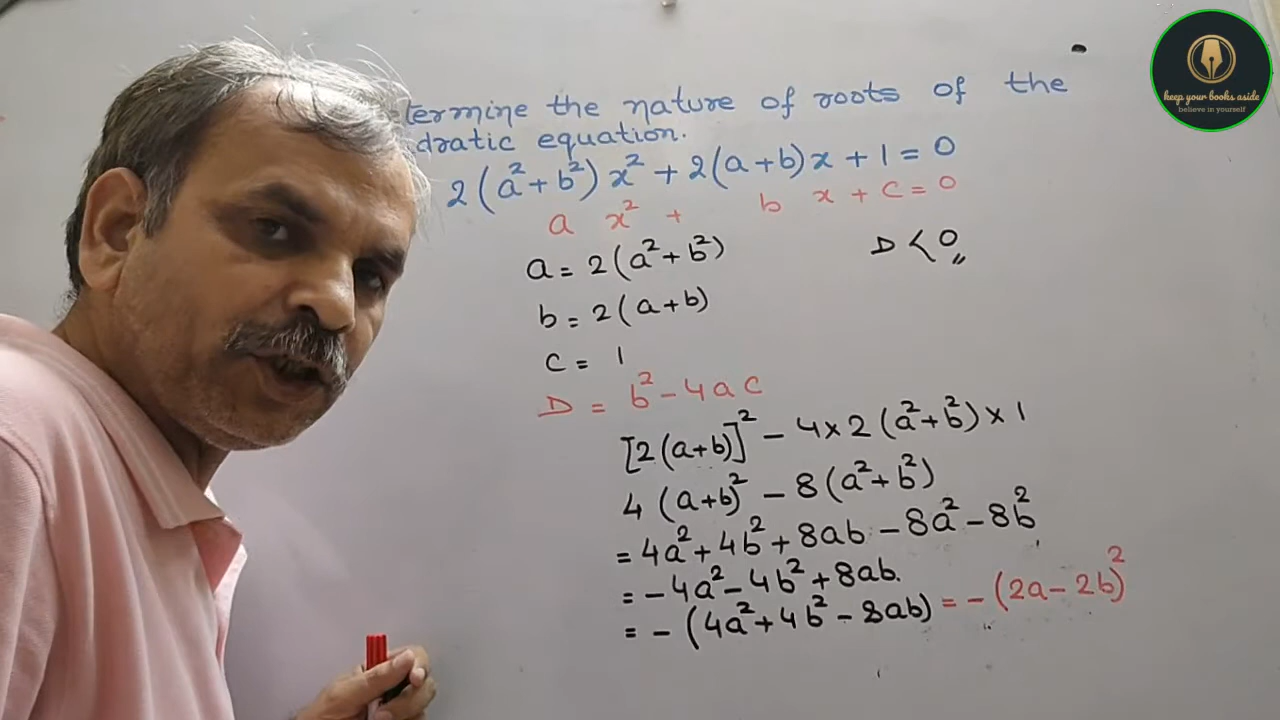 termine the nature of roots of the
dratic equation.
2(a²+b²)x²+2(a+b)x+1=0
a x² + b x + c = 0
a = 2(a²+b²)
D < 0
b = 2(a+b)
c = 1
D = b² - 4ac
[2(a+b)]² - 4×2(a²+b²)×1
4(a+b)² - 8(a²+b²)
= 4a²+4b²+8ab-8a²-8b²
= -4a²-4b²+8ab.
= -(4a²+4b²-8ab) = -(2a-2b)²
keep your books aside
believe in yourself